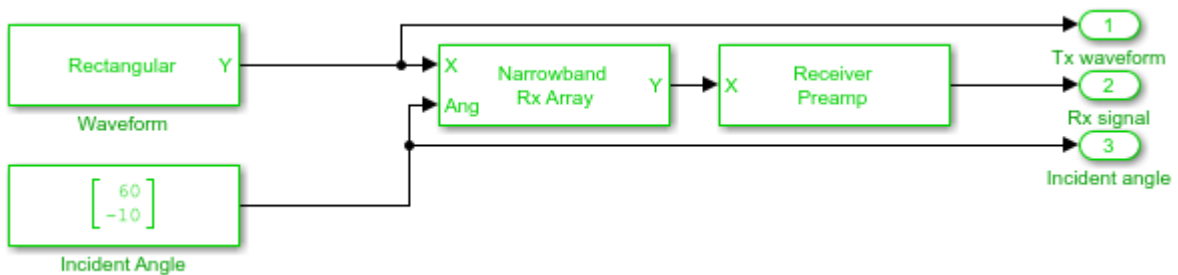 Rectangular
Y
Waveform
60
-10
Incident Angle
X
Ang
Narrowband
Rx Array
Y
X
Receiver
Preamp
1
Tx waveform
2
Rx signal
3
Incident angle